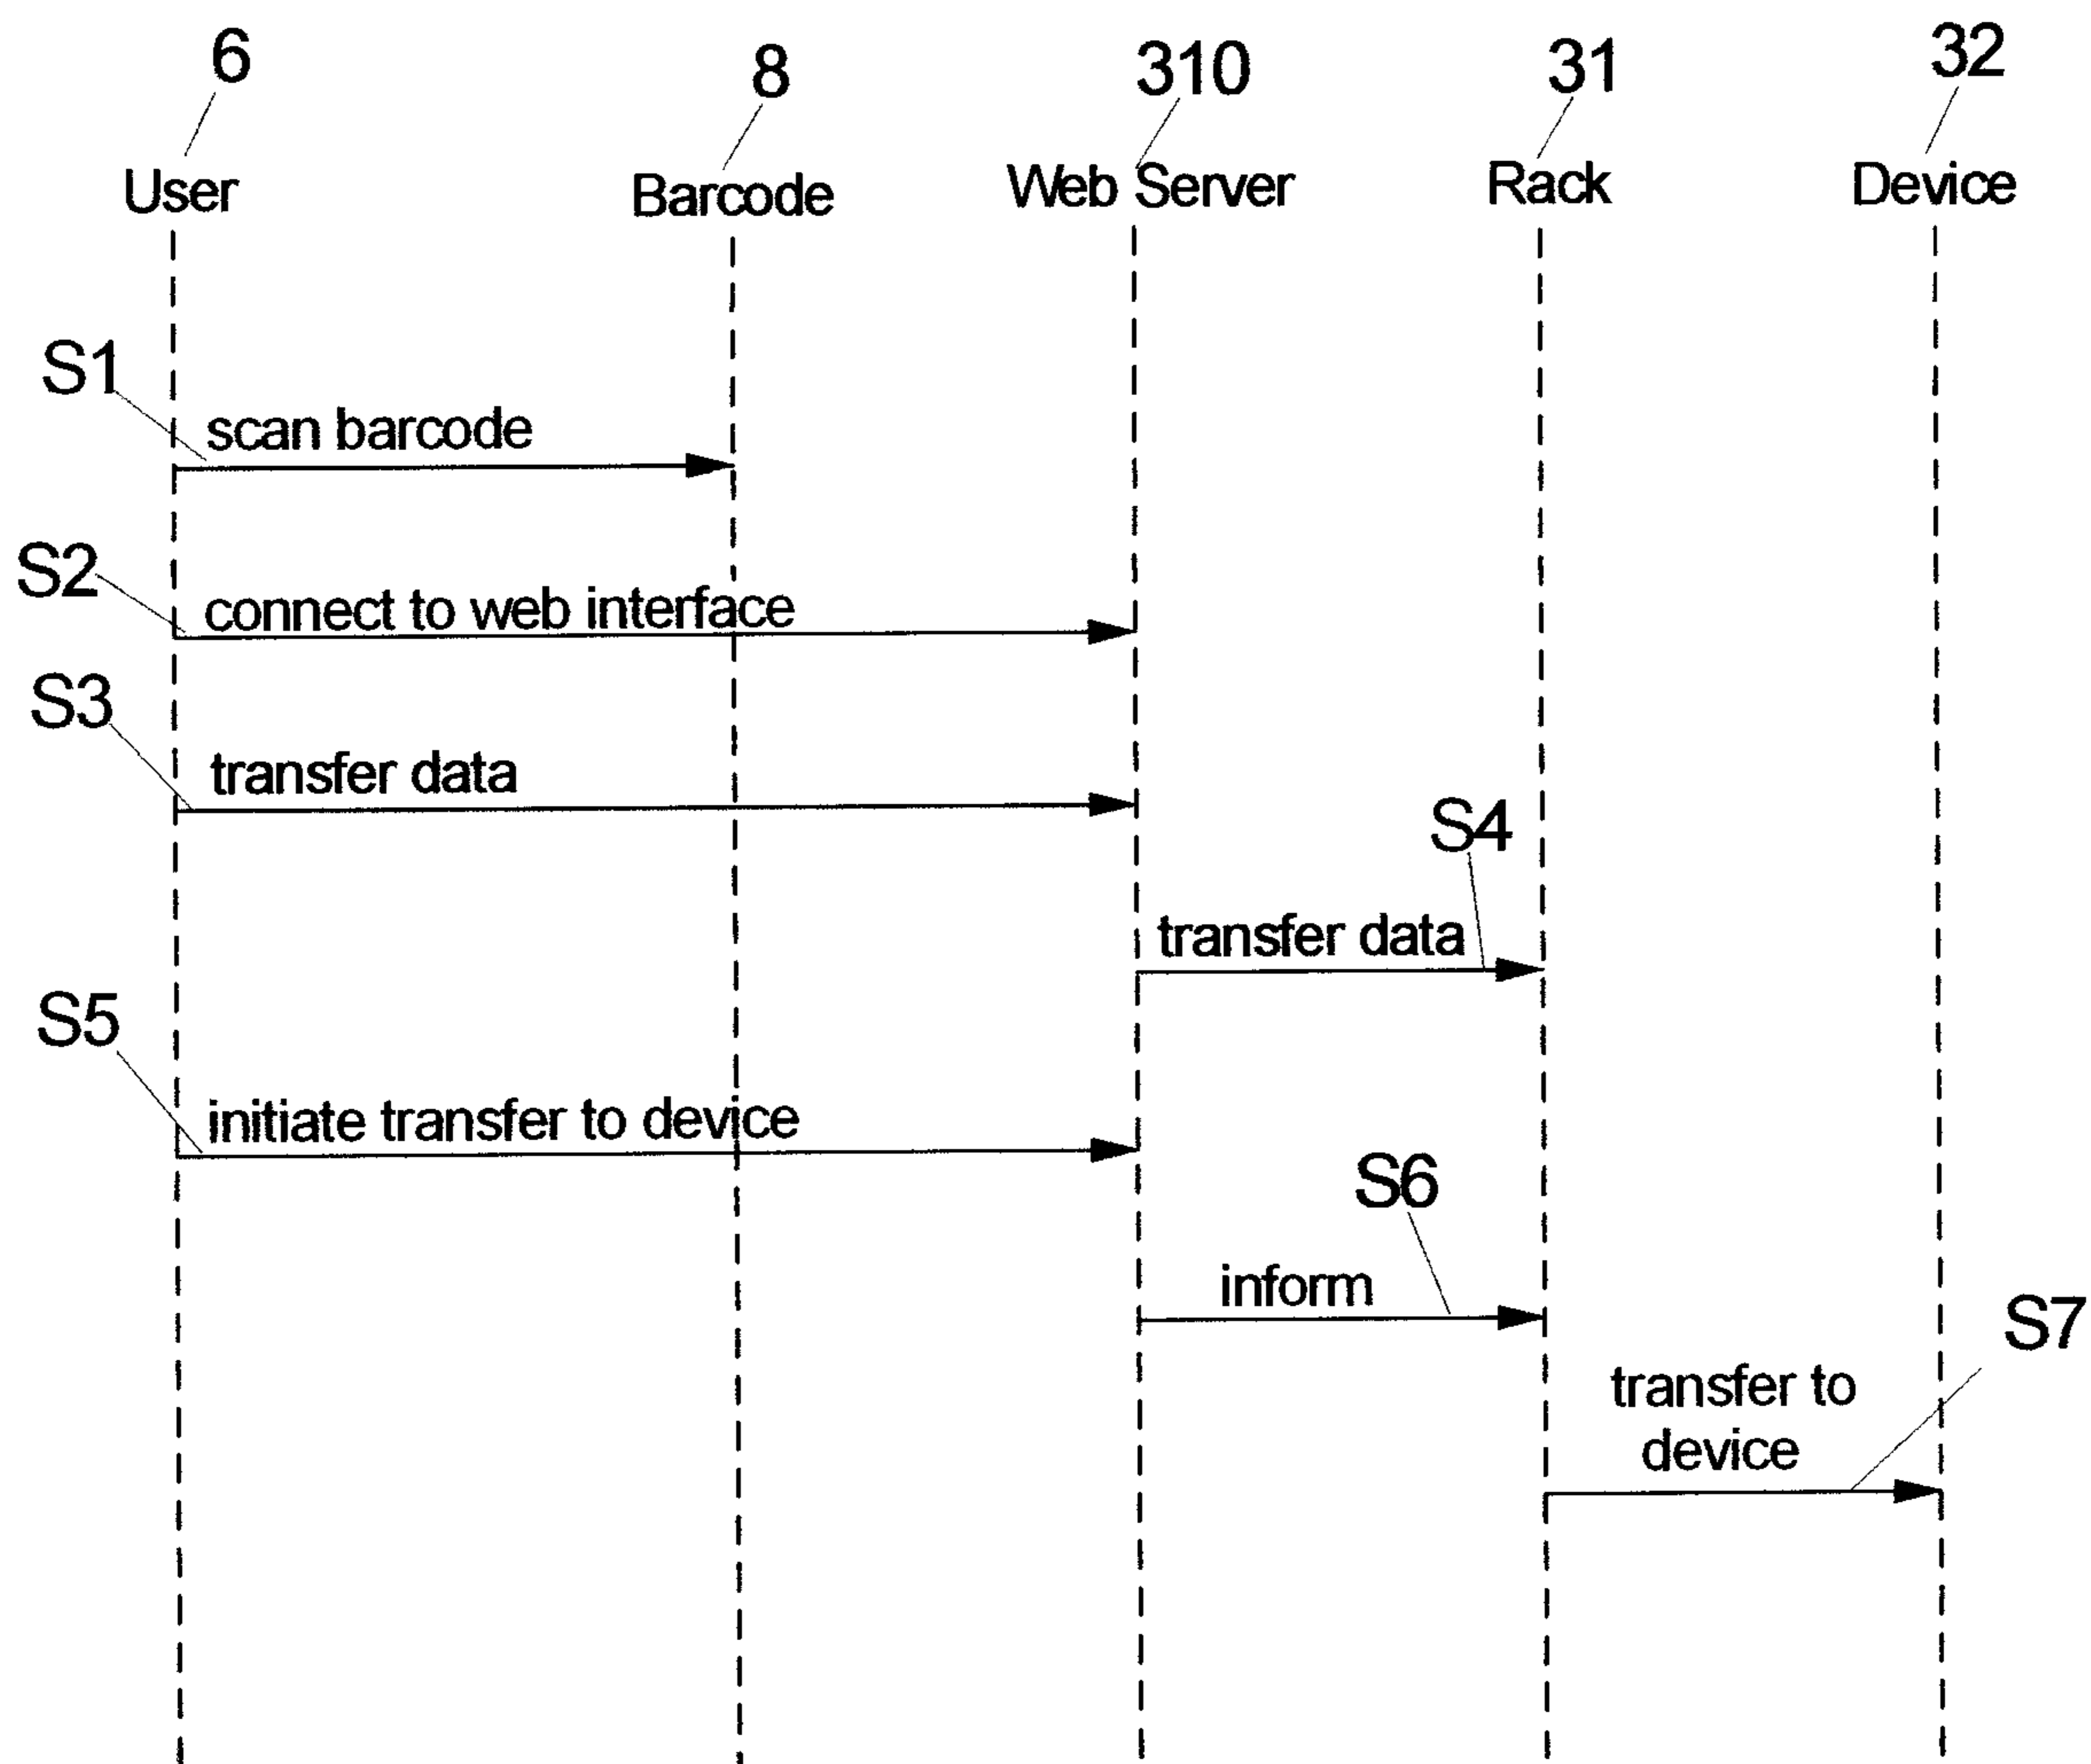 6
8
310
31
32
User
Barcode
Web Server
Rack
Device
S1
scan barcode
S2
connect to web interface
S3
transfer data
S4
transfer data
S5
initiate transfer to device
S6
inform
S7
transfer to
device